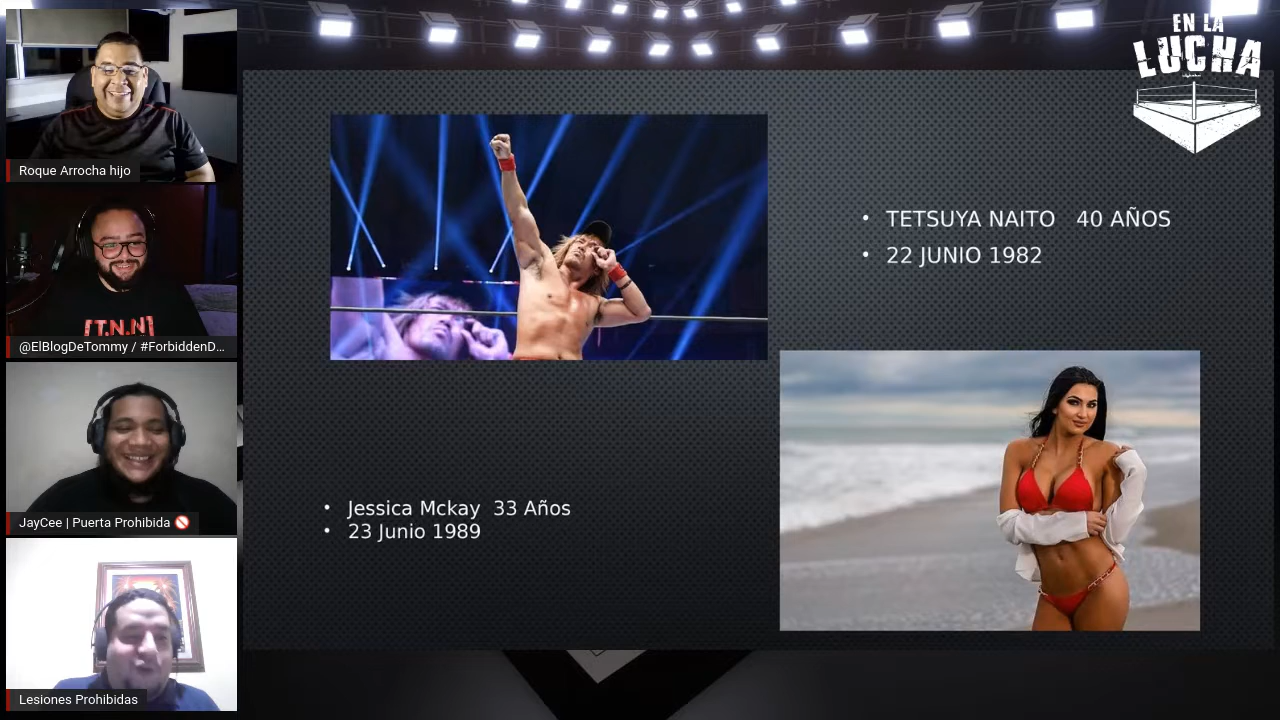 EN LA
LUCHA
Roque Arrocha hijo
TETSUYA NAITO 40 AÑOS
22 JUNIO 1982
[T.N.N]
@ElBlogDeTommy / #ForbiddenD...
Jessica Mckay 33 Años
23 Junio 1989
JayCee | Puerta Prohibida 🚫
Lesiones Prohibidas